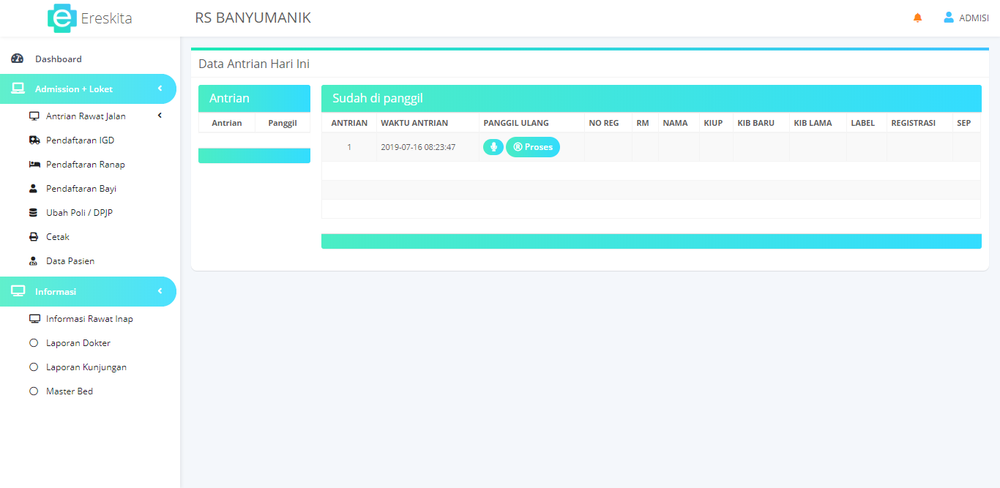 Ereskita
RS BANYUMANIK
ADMISI
Dashboard
Admission + Loket
Antrian Rawat Jalan
Pendaftaran IGD
Pendaftaran Ranap
Pendaftaran Bayi
Ubah Poli / DPJP
Cetak
Data Pasien
Informasi
Informasi Rawat Inap
Laporan Dokter
Laporan Kunjungan
Master Bed
Data Antrian Hari Ini
Antrian
Antrian Panggil
Sudah di panggil
ANTRIAN WAKTU ANTRIAN PANGGIL ULANG NO REG RM NAMA KIUP KIB BARU KIB LAMA LABEL REGISTRASI SEP
1 2019-07-16 08:23:47 ® Proses